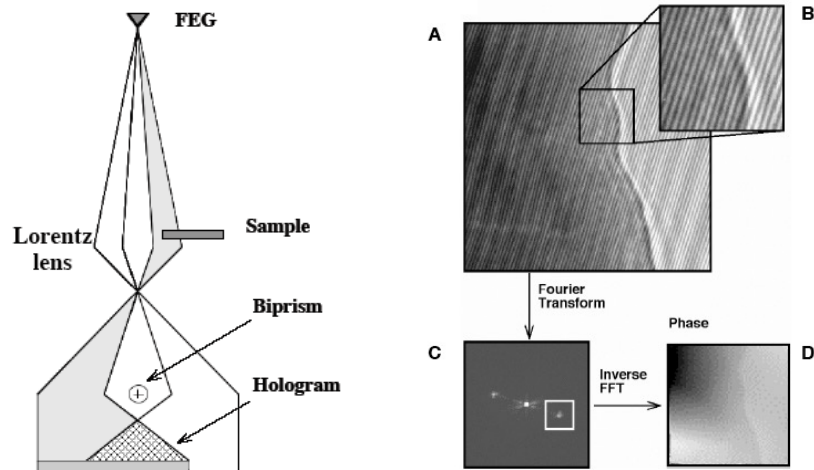 FEG
Sample
Lorentz
lens
Biprism
Hologram
A
B
Fourier
Transform
Phase
C
Inverse
FFT
D